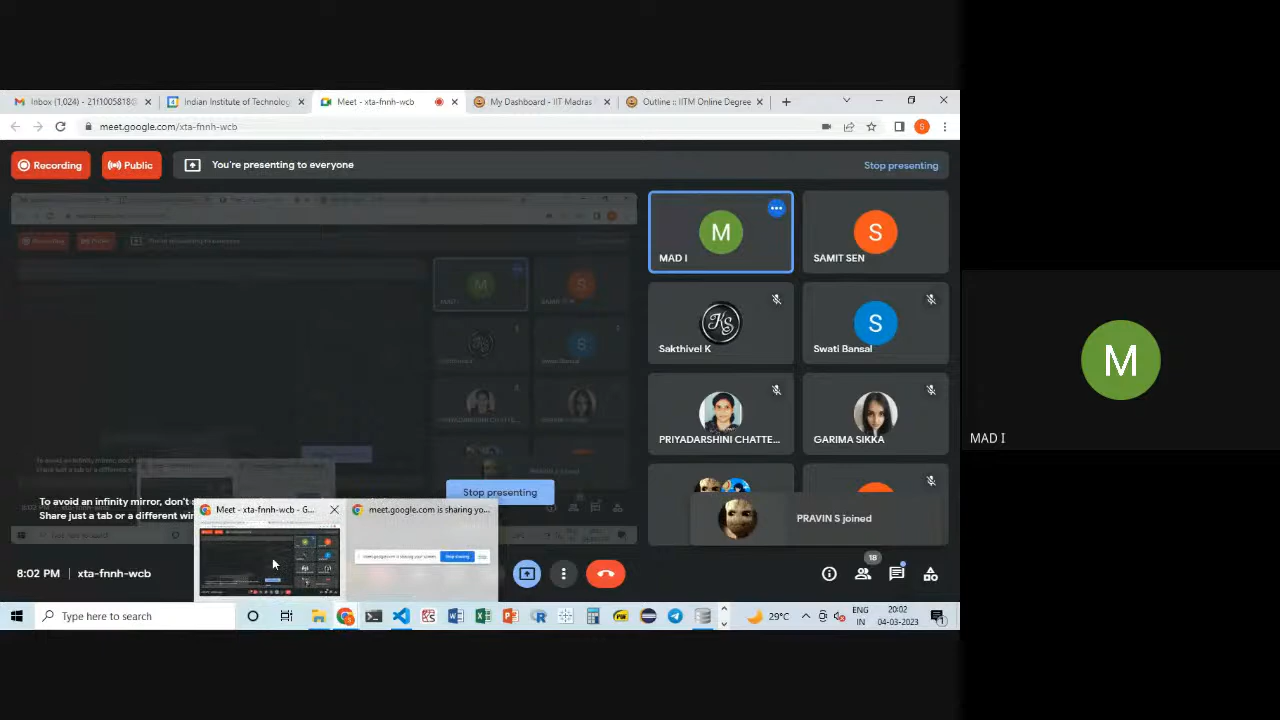 Inbox (1,024) - 21f1005818@
Indian Institute of Technolog
Meet - xta-fnnh-wcb
My Dashboard - IIT Madras
Outline :: IITM Online Degree
meet.google.com/xta-fnnh-wcb
S
Recording
Public
You're presenting to everyone
Stop presenting
M
MAD I
S
SAMIT SEN
KS
Sakthivel K
S
Swati Bansal
PRIYADARSHINI CHATTE...
GARIMA SIKKA
PRAVIN S joined
Stop presenting
To avoid an infinity mirror, don't
Share just a tab or a different win
Meet - xta-fnnh-wcb - G...
meet.google.com is sharing yo...
8:02 PM | xta-fnnh-wcb
18
Type here to search
29°C
ENG
IN
20:02
04-03-2023
M
MAD I